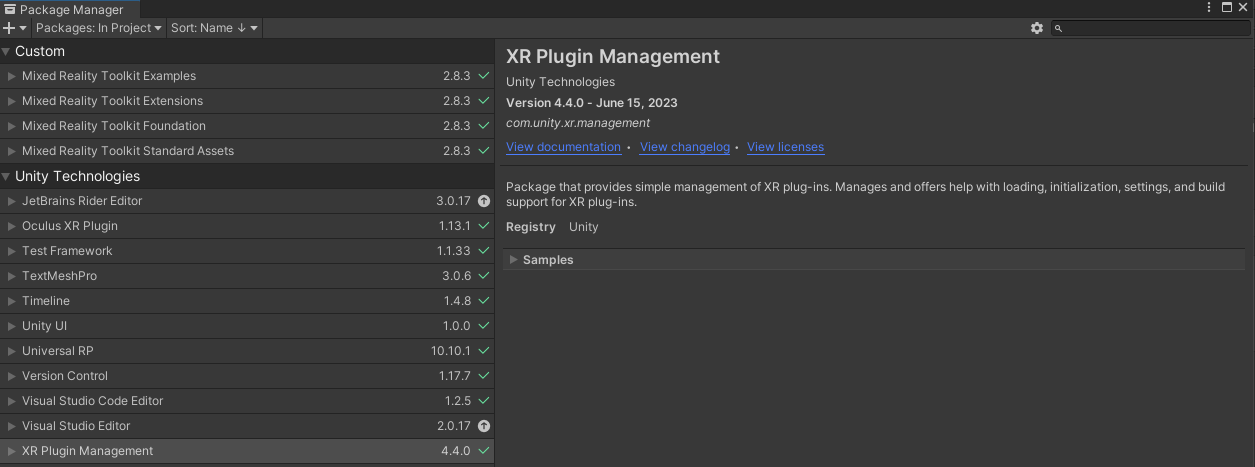 Package Manager
Packages: In Project Sort: Name ↓
Custom
Mixed Reality Toolkit Examples 2.8.3
Mixed Reality Toolkit Extensions 2.8.3
Mixed Reality Toolkit Foundation 2.8.3
Mixed Reality Toolkit Standard Assets 2.8.3
Unity Technologies
JetBrains Rider Editor 3.0.17
Oculus XR Plugin 1.13.1
Test Framework 1.1.33
TextMeshPro 3.0.6
Timeline 1.4.8
Unity UI 1.0.0
Universal RP 10.10.1
Version Control 1.17.7
Visual Studio Code Editor 1.2.5
Visual Studio Editor 2.0.17
XR Plugin Management 4.4.0
XR Plugin Management
Unity Technologies
Version 4.4.0 - June 15, 2023
com.unity.xr.management
View documentation • View changelog • View licenses
Package that provides simple management of XR plug-ins. Manages and offers help with loading, initialization, settings, and build
support for XR plug-ins.
Registry Unity
Samples